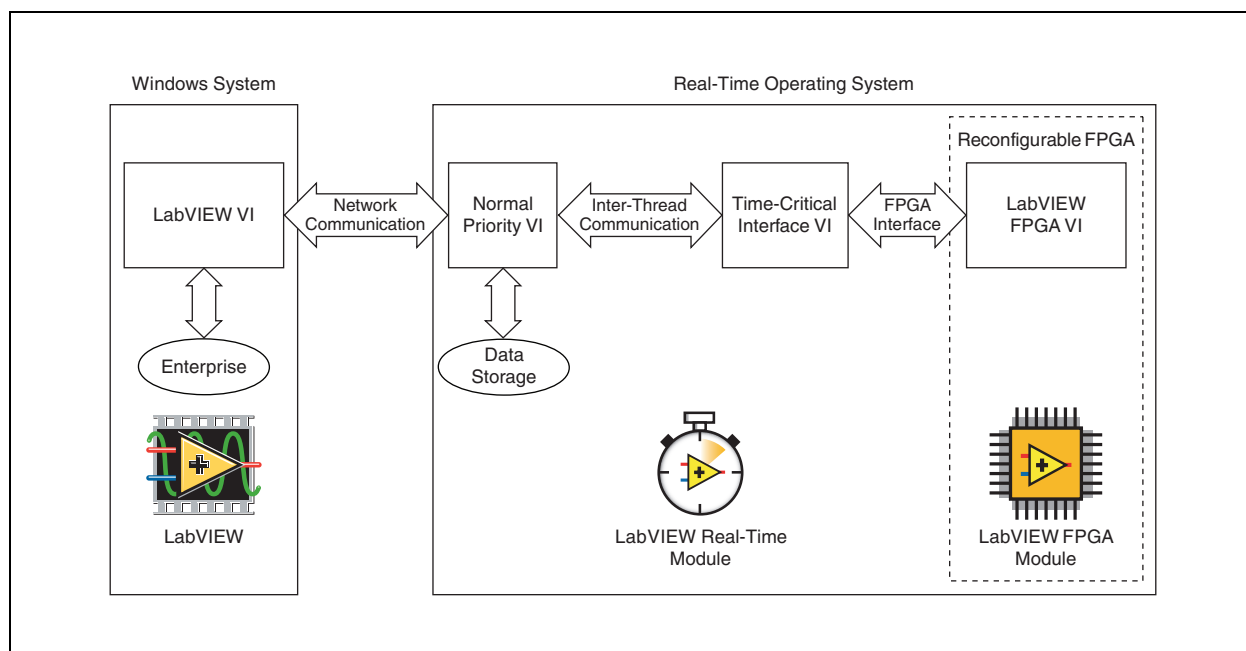 Windows System
Real-Time Operating System
Reconfigurable FPGA
LabVIEW VI
Network
Communication
Normal
Priority VI
Inter-Thread
Communication
Time-Critical
Interface VI
FPGA
Interface
LabVIEW
FPGA VI
Enterprise
Data
Storage
LabVIEW
LabVIEW Real-Time
Module
LabVIEW FPGA
Module